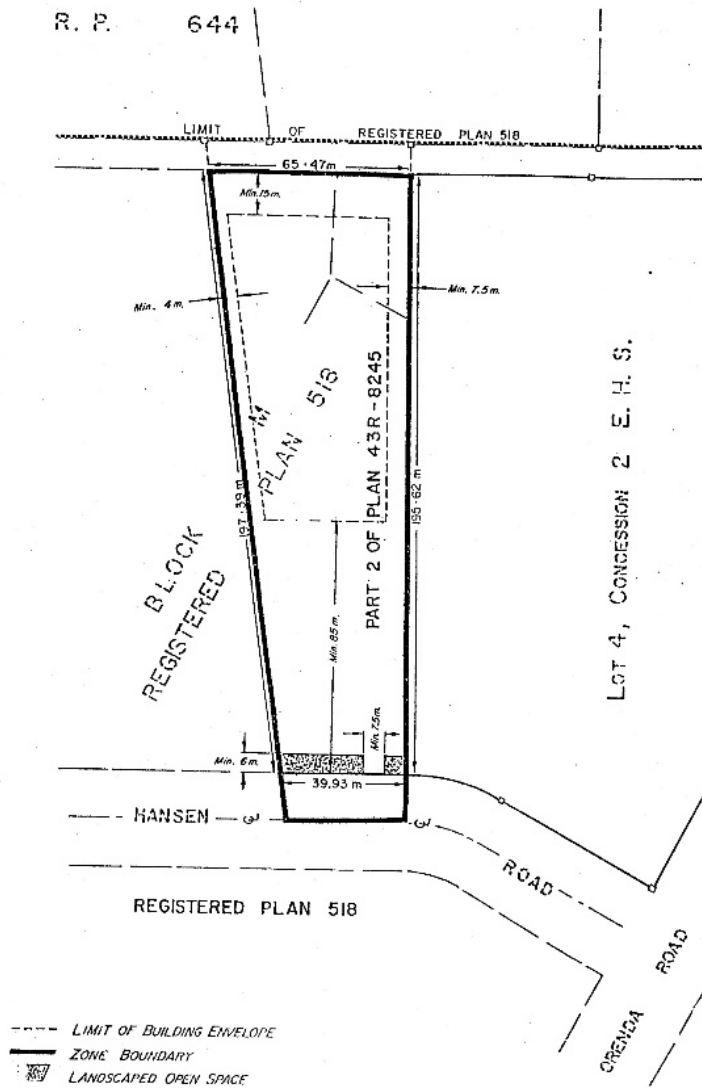 R. P. 644
LIMIT OF REGISTERED PLAN 518
65.47m
Min. 15m.
Min. 4m.
Min. 7.5m.
M
PLAN 518
PART 2 OF PLAN 43R-8245
197.39m
195.62 m
LOT 4, CONCESSION 2 E. H. S.
BLOCK
REGISTERED
Min. 85m.
Min. 7.5m.
Min. 6m.
39.93 m
HANSEN
ROAD
REGISTERED PLAN 518
ORENDA ROAD
LIMIT OF BUILDING ENVELOPE
ZONE BOUNDARY
LANDSCAPED OPEN SPACE